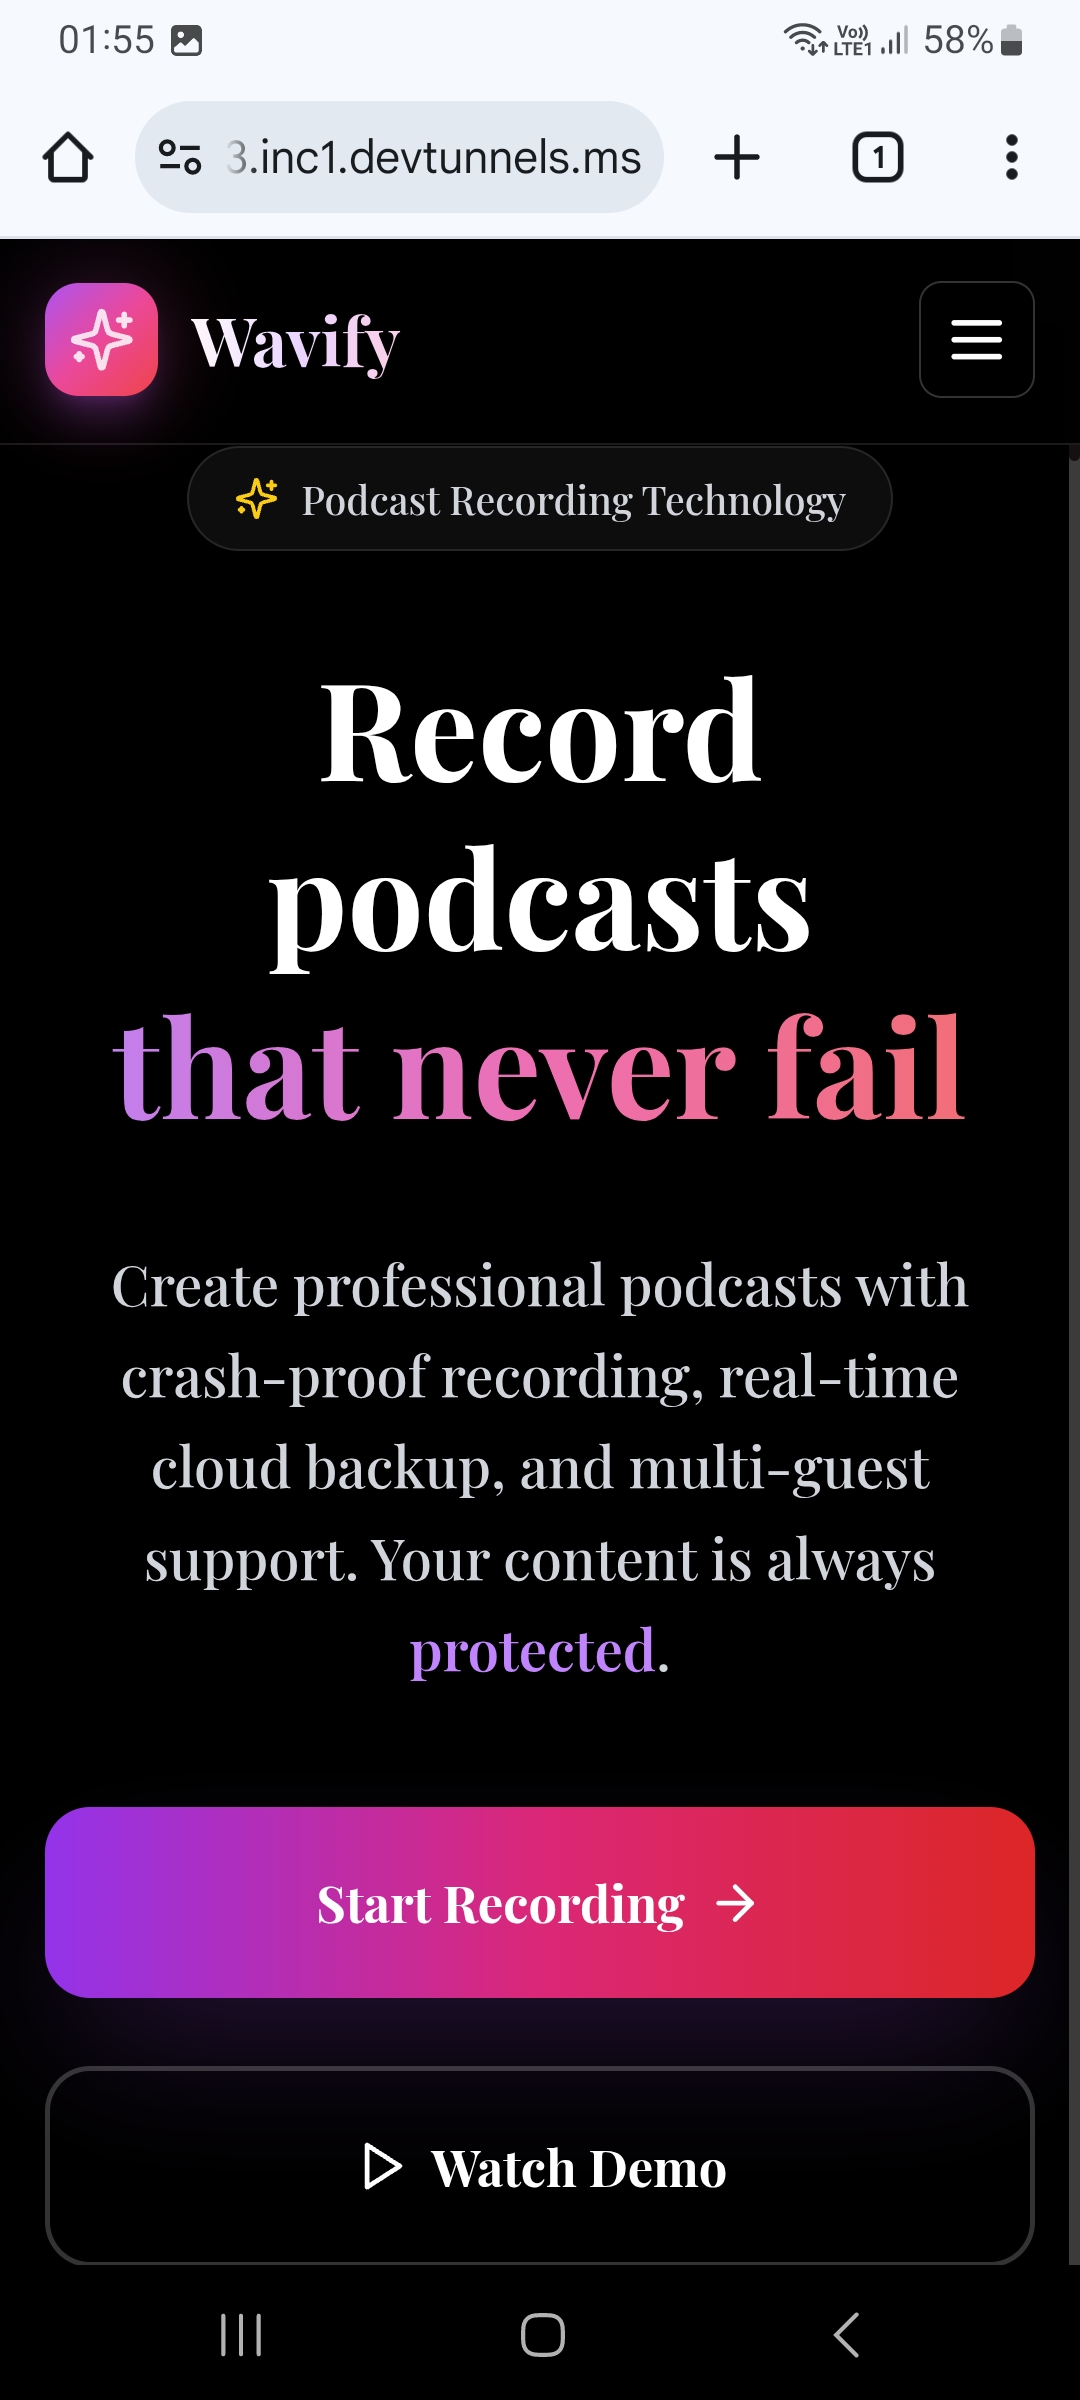 01:55
Vo)) LTE1 58%
3.inc1.devtunnels.ms
1
Wavify
Podcast Recording Technology
Record
podcasts
that never fail
Create professional podcasts with
crash-proof recording, real-time
cloud backup, and multi-guest
support. Your content is always
protected.
Start Recording
Watch Demo